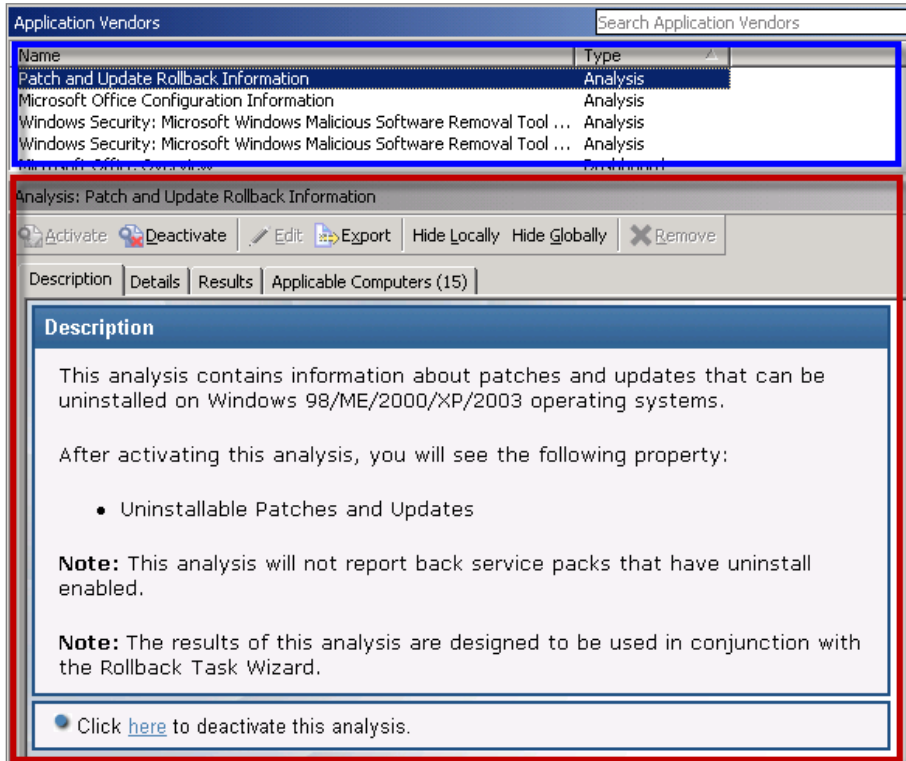 Application Vendors Search Application Vendors
Name Type
Patch and Update Rollback Information Analysis
Microsoft Office Configuration Information Analysis
Windows Security: Microsoft Windows Malicious Software Removal Tool ... Analysis
Windows Security: Microsoft Windows Malicious Software Removal Tool ... Analysis
Microsoft Office Overview Dashboard
Analysis: Patch and Update Rollback Information
Activate Deactivate Edit Export Hide Locally Hide Globally Remove
Description Details Results Applicable Computers (15)
Description
This analysis contains information about patches and updates that can be
uninstalled on Windows 98/ME/2000/XP/2003 operating systems.
After activating this analysis, you will see the following property:
• Uninstallable Patches and Updates
Note: This analysis will not report back service packs that have uninstall
enabled.
Note: The results of this analysis are designed to be used in conjunction with
the Rollback Task Wizard.
Click here to deactivate this analysis.